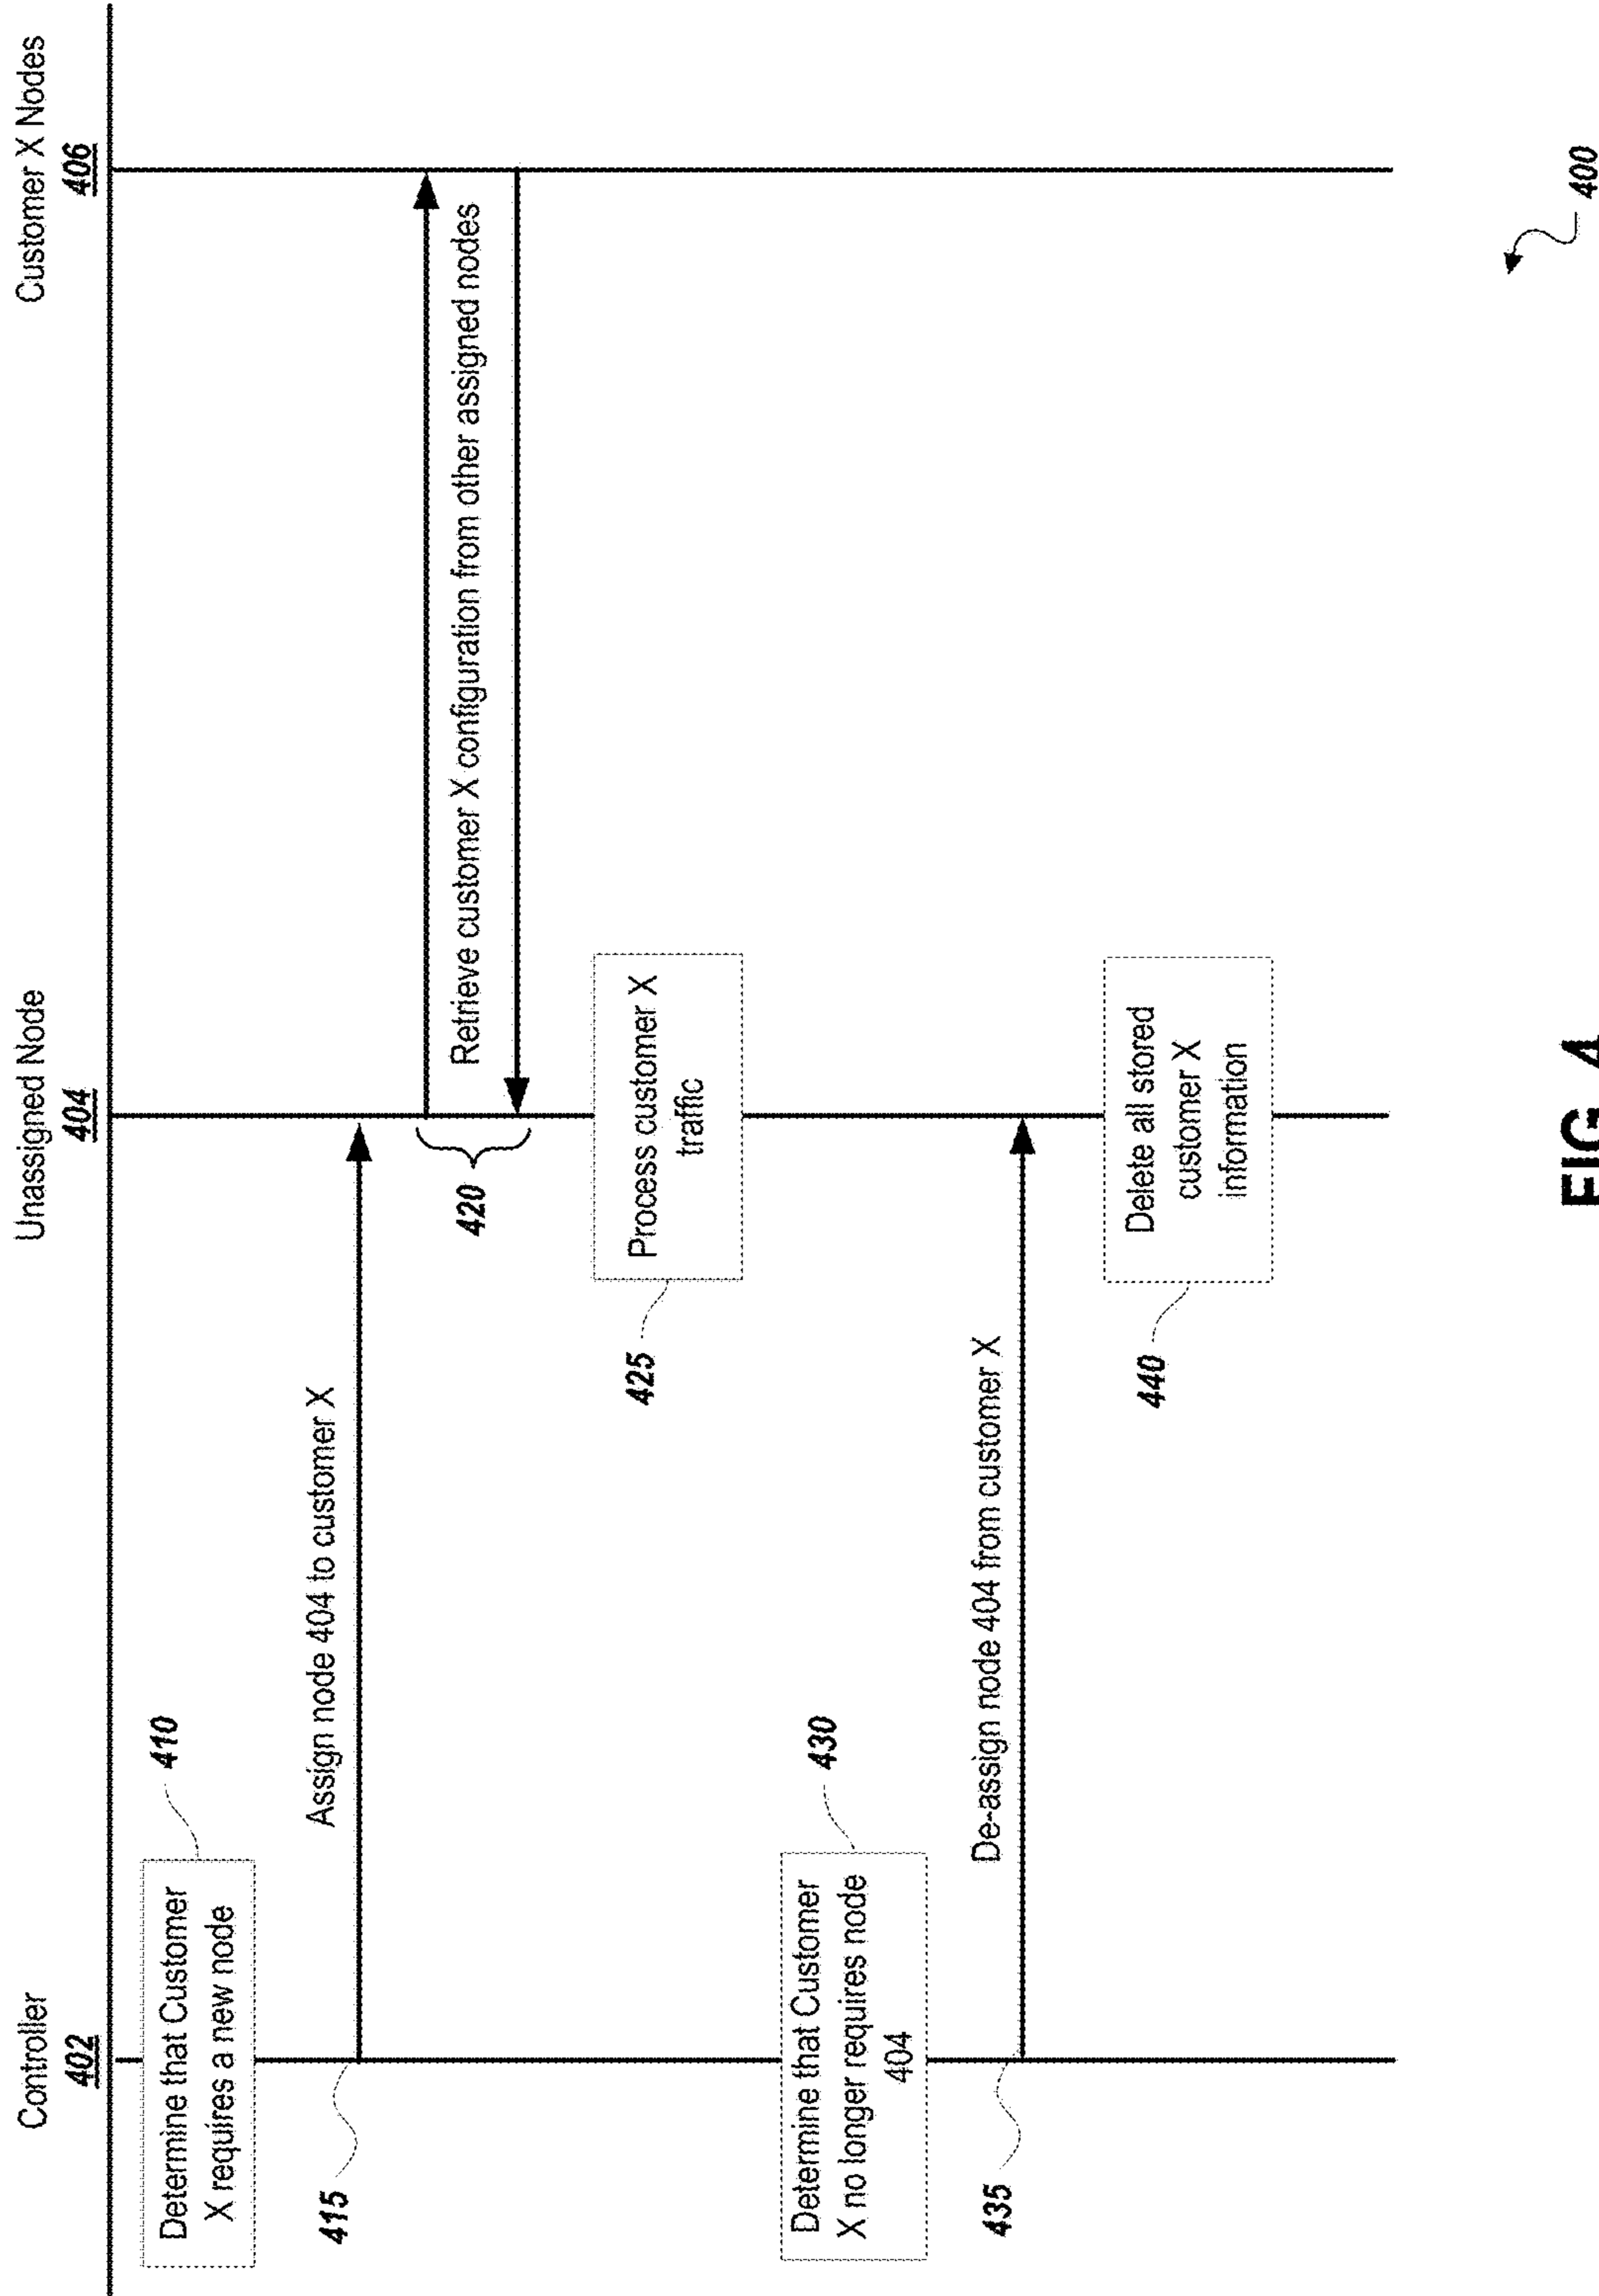 Controller
402
Unassigned Node
404
Customer X Nodes
406
Determine that Customer
X requires a new node
410
Assign node 404 to customer X
415
Retrieve customer X configuration from other assigned nodes
420
Process customer X
traffic
425
Determine that Customer
X no longer requires node
404
430
De-assign node 404 from customer X
435
Delete all stored
customer X
information
440
400
FIG. 4